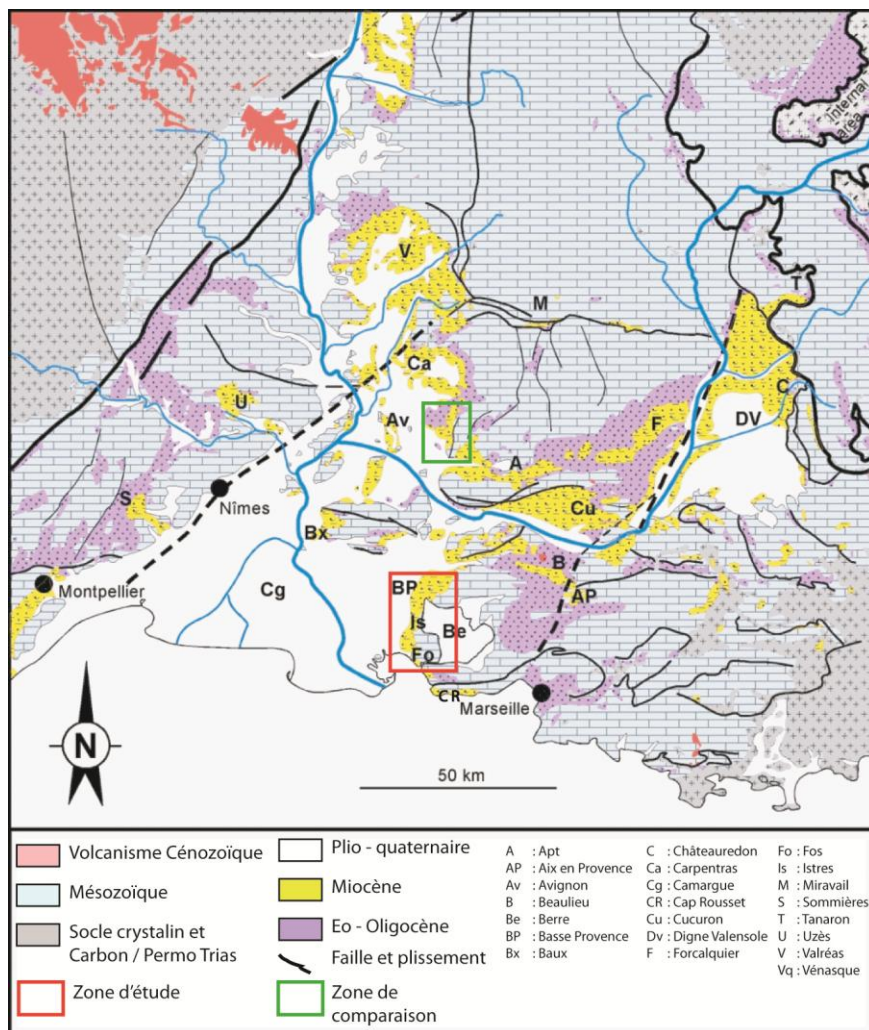 Internal
area
V
M
T
Ca
U
Av
F
C
DV
A
S
Nîmes
Cu
Bx
Montpellier
Cg
BP
B
AP
Is
Be
Fo
CR
Marseille
N
50 km
Volcanisme Cénozoïque
Mésozoïque
Socle crystalin et
Carbon / Permo Trias
Zone d'étude
Plio - quaternaire
Miocène
Eo - Oligocène
Faille et plissement
Zone de
comparaison
A : Apt
AP : Aix en Provence
Av : Avignon
B : Beaulieu
Be : Berre
BP : Basse Provence
Bx : Baux
C : Châteauredon
Ca : Carpentras
Cg : Camargue
CR : Cap Rousset
Cu : Cucuron
Dv : Digne Valensole
F : Forcalquier
Fo : Fos
Is : Istres
M : Miravail
S : Sommières
T : Tanaron
U : Uzès
V : Valréas
Vq : Vénasque